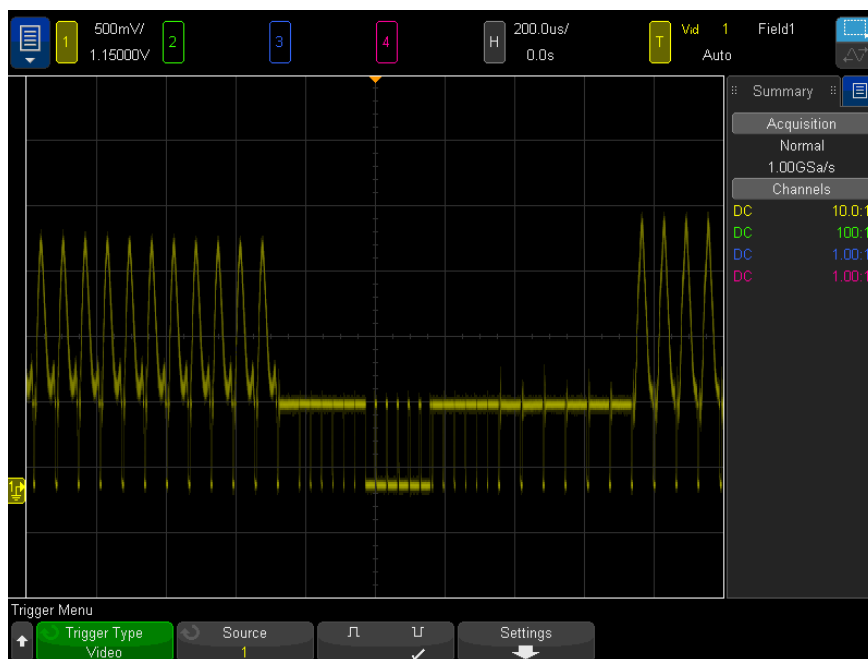 500mV/ 200.0us/ Vid 1 Field1
1 1.15000V 2 3 4 H 0.0s T Auto
Summary
Acquisition
Normal
1.00GSa/s
Channels
DC 10.0:1
DC 100:1
DC 1.00:1
DC 1.00:1
1
Trigger Menu
Trigger Type Source Settings
Video 1